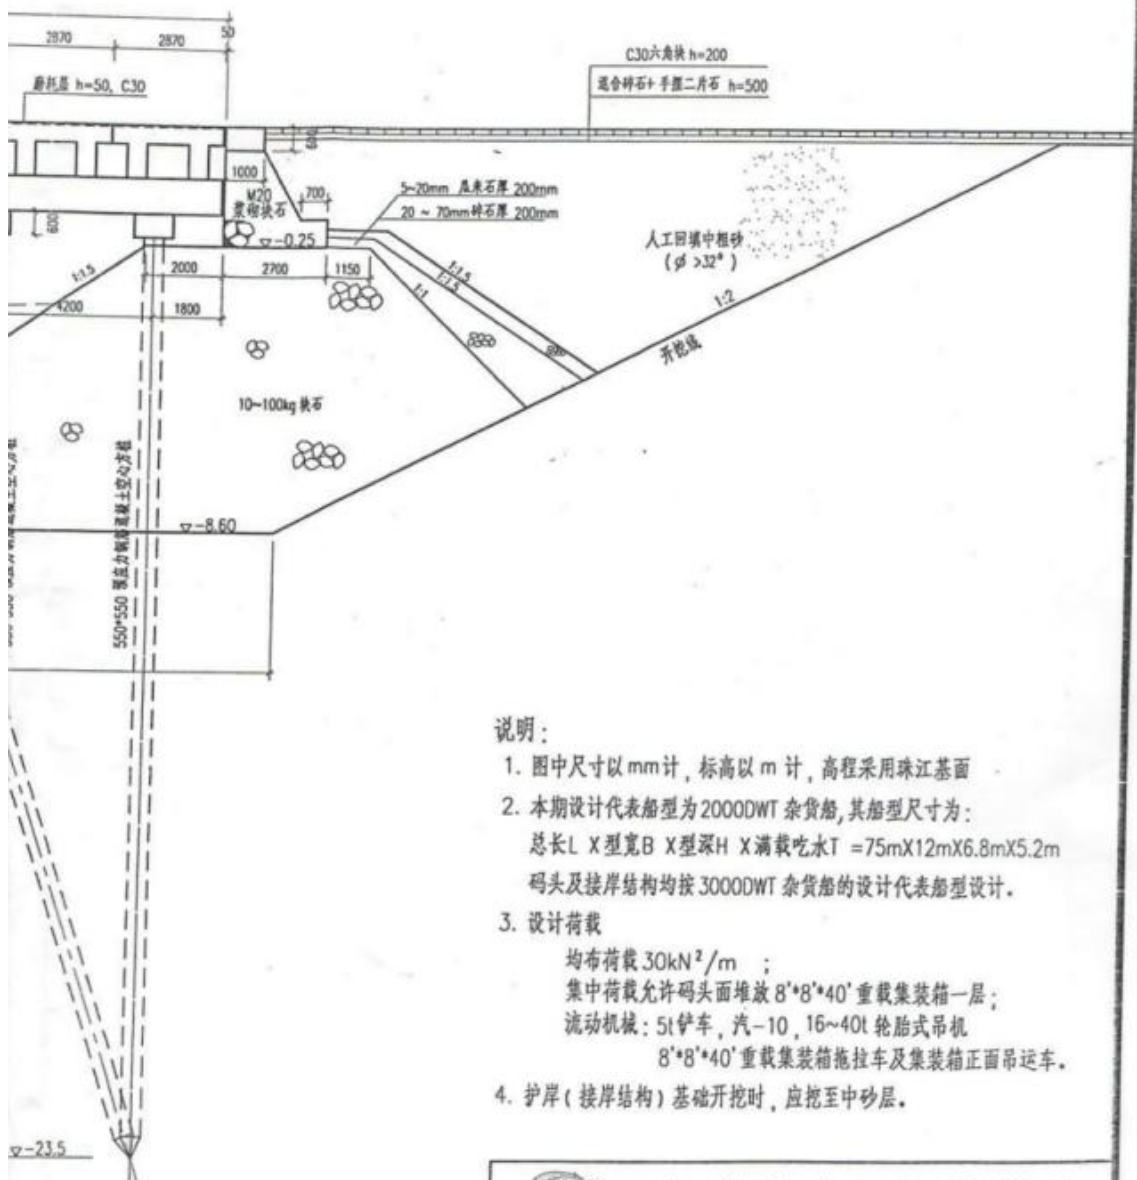 50
2870
2870
C30六角块 h=200
磨耗层 h=50, C30
混合碎石+手摆二片石 h=500
600
1000
M20
浆砌块石
700
5~20mm 瓜米石厚 200mm
20 ~ 70mm碎石厚 200mm
600
▽-0.25
人工回填中粗砂
(φ >32°)
1:1.5
2000
2700
1150
1:1.5
1:1.5
1:1
1:2
4200
1800
开挖线
10~100kg 块石
550*550 预应力钢筋混凝土空心方桩
▽-8.60
说明:
1. 图中尺寸以mm计, 标高以 m 计, 高程采用珠江基面
2. 本期设计代表船型为2000DWT 杂货船, 其船型尺寸为:
总长L X型宽B X型深H X满载吃水T =75mX12mX6.8mX5.2m
码头及接岸结构均按3000DWT 杂货船的设计代表船型设计.
3. 设计荷载
均布荷载30kN²/m ;
集中荷载允许码头面堆放 8'*8'*40' 重载集装箱一层;
流动机械: 5t铲车, 汽-10, 16~40t 轮胎式吊机
8'*8'*40' 重载集装箱拖拉车及集装箱正面吊运车.
4. 护岸(接岸结构)基础开挖时, 应挖至中砂层.
▽-23.5